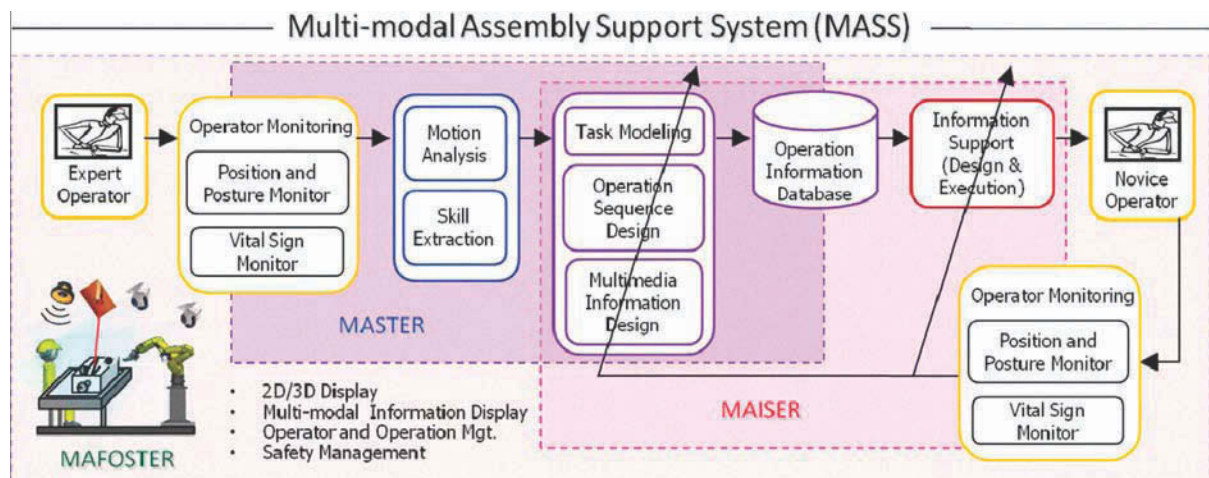 Multi-modal Assembly Support System (MASS)
Expert
Operator
Operator Monitoring
Position and
Posture Monitor
Vital Sign
Monitor
Motion
Analysis
Skill
Extraction
Task Modeling
Operation
Sequence
Design
Multimedia
Information
Design
Operation
Information
Database
Information
Support
(Design &
Execution)
Novice
Operator
Operator Monitoring
Position and
Posture Monitor
Vital Sign
Monitor
MASTER
MAISER
MAFOSTER
• 2D/3D Display
• Multi-modal Information Display
• Operator and Operation Mgt.
• Safety Management